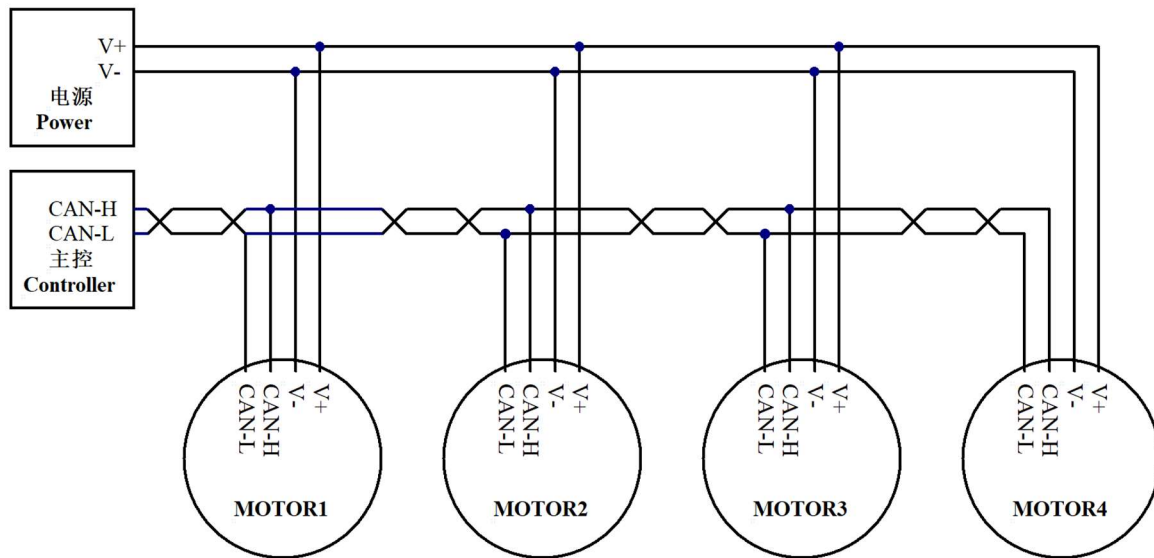 V+
V-
电源
Power
CAN-H
CAN-L
主控
Controller
CAN-L
CAN-H
V-
V+
MOTOR1
CAN-L
CAN-H
V-
V+
MOTOR2
CAN-L
CAN-H
V-
V+
MOTOR3
CAN-L
CAN-H
V-
V+
MOTOR4